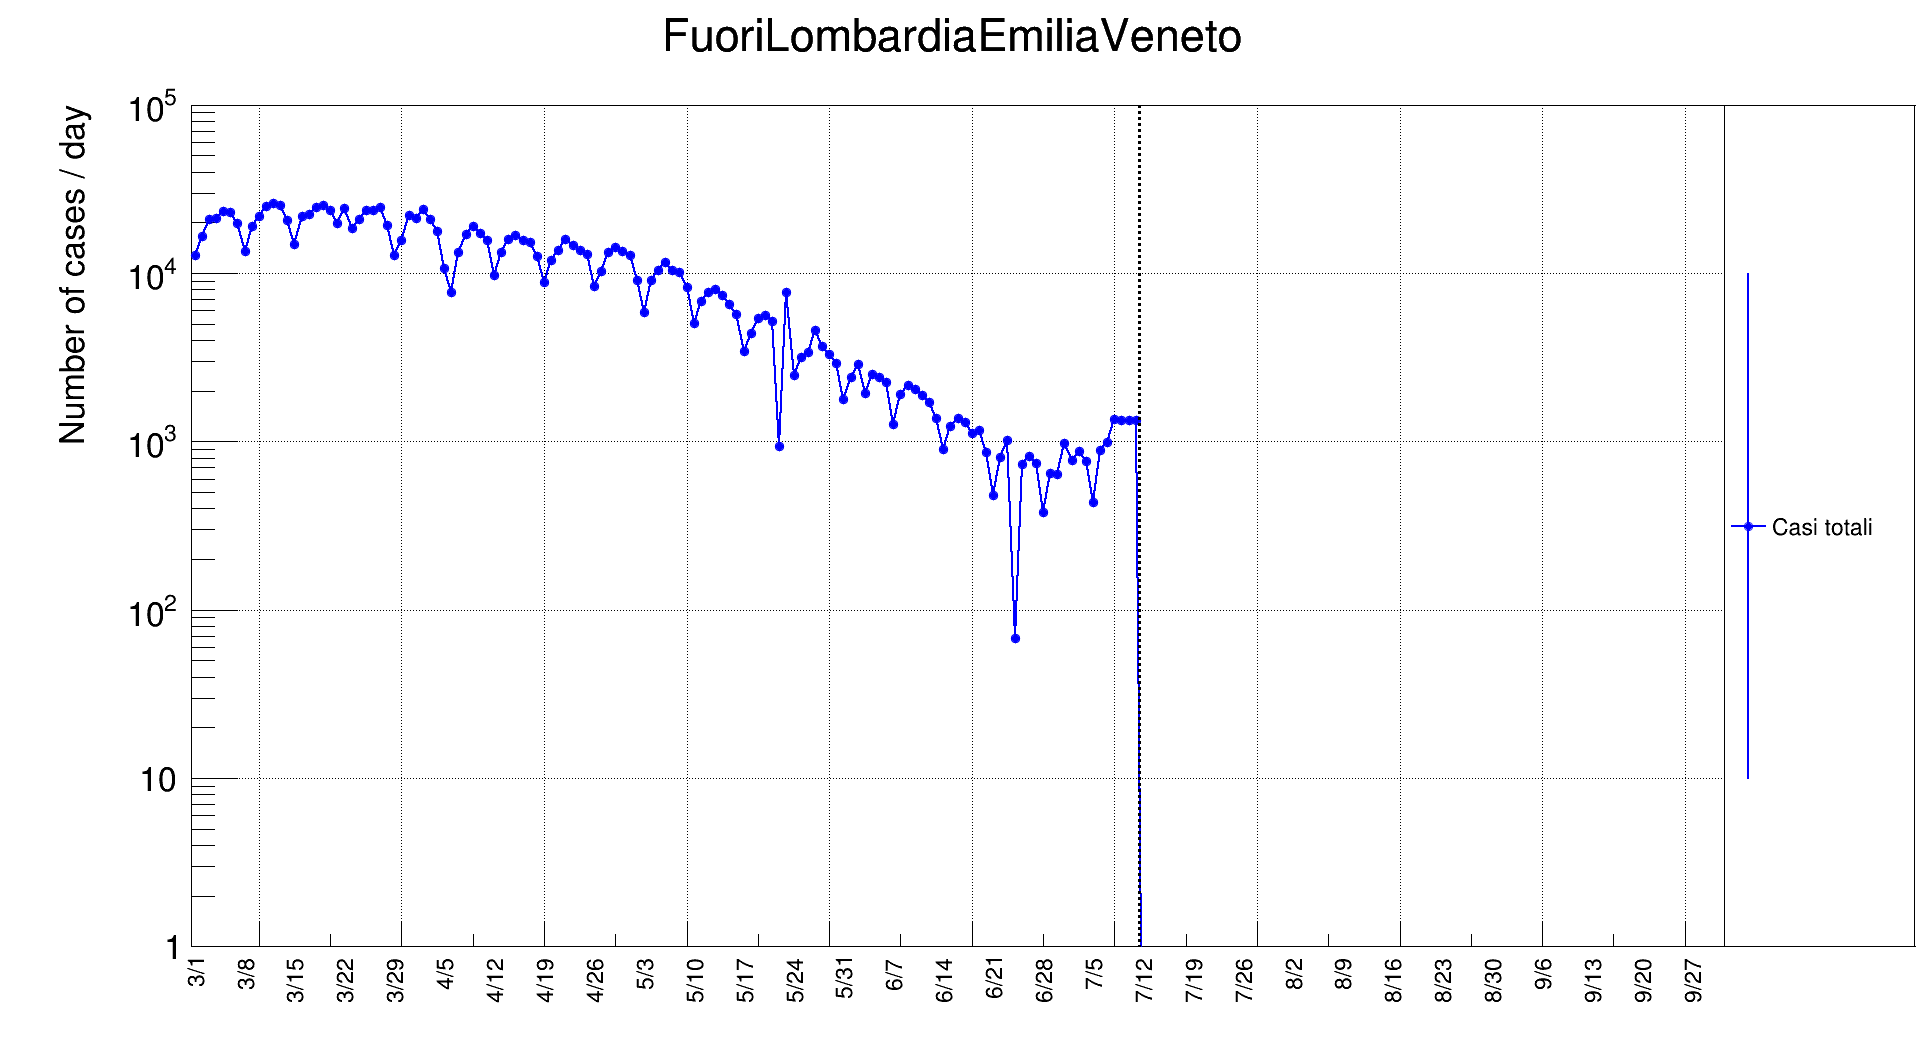 FuoriLombardiaEmiliaVeneto
Number of cases / day
10^5
10^4
10^3
10^2
10
1
3/1 3/8 3/15 3/22 3/29 4/5 4/12 4/19 4/26 5/3 5/10 5/17 5/24 5/31 6/7 6/14 6/21 6/28 7/5 7/12 7/19 7/26 8/2 8/9 8/16 8/23 8/30 9/6 9/13 9/20 9/27
Casi totali